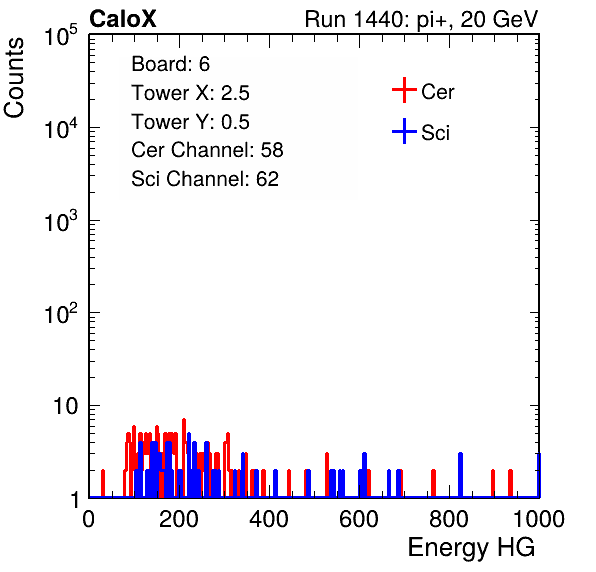 CaloX Run 1440: pi+, 20 GeV
Counts
10^5
10^4
10^3
10^2
10
1
Board: 6
Tower X: 2.5
Tower Y: 0.5
Cer Channel: 58
Sci Channel: 62
Cer
Sci
0 200 400 600 800 1000
Energy HG